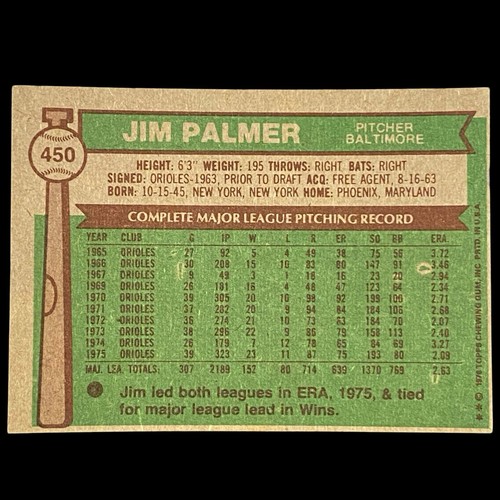 450
JIM PALMER
PITCHER
BALTIMORE
HEIGHT: 6'3" WEIGHT: 195 THROWS: RIGHT BATS: RIGHT
SIGNED: ORIOLES-1963, PRIOR TO DRAFT ACQ: FREE AGENT, 8-16-63
BORN: 10-15-45, NEW YORK, NEW YORK HOME: PHOENIX, MARYLAND
COMPLETE MAJOR LEAGUE PITCHING RECORD
YEAR CLUB G IP W L R ER SO BB ERA
1965 ORIOLES 27 92 5 4 49 38 75 56 3.72
1966 ORIOLES 30 208 15 10 83 80 147 91 3.46
1967 ORIOLES 9 49 3 1 18 16 23 20 2.94
1969 ORIOLES 26 181 16 4 48 47 123 64 2.34
1970 ORIOLES 39 305 20 10 98 92 199 100 2.71
1971 ORIOLES 37 282 20 9 94 84 184 106 2.68
1972 ORIOLES 36 274 21 10 73 63 184 70 2.07
1973 ORIOLES 38 296 22 9 86 79 158 113 2.40
1974 ORIOLES 26 179 7 12 78 65 84 69 3.27
1975 ORIOLES 39 323 23 11 87 75 193 80 2.09
MAJ. LEA. TOTALS: 307 2189 152 80 714 639 1370 769 2.63
Jim led both leagues in ERA, 1975, & tied
for major league lead in Wins.
* * © 1976 TOPPS CHEWING GUM, INC. PRTD. IN U.S.A.